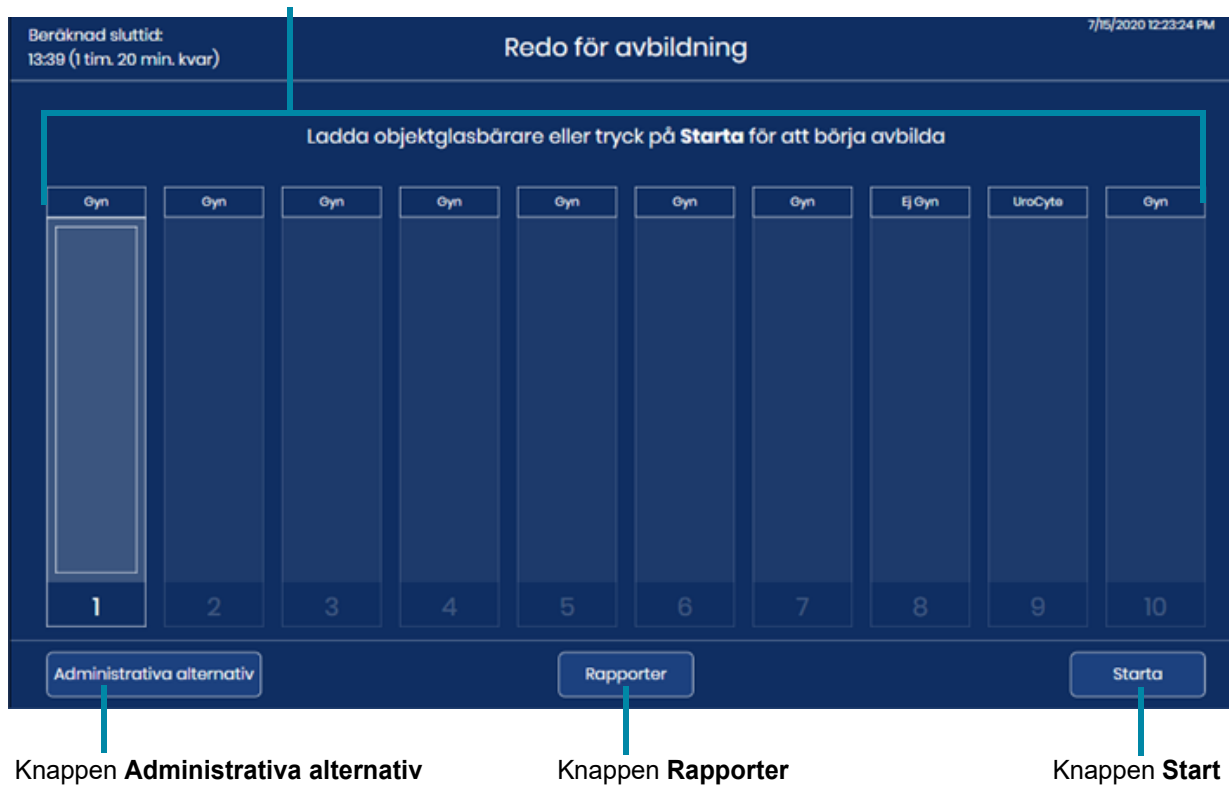 Beräknad sluttid:
13:39 (1 tim. 20 min. kvar)
Redo för avbildning
7/15/2020 12:23:24 PM
Ladda objektglasbärare eller tryck på Starta för att börja avbilda
Gyn Gyn Gyn Gyn Gyn Gyn Gyn Ej Gyn UroCyte Gyn
1 2 3 4 5 6 7 8 9 10
Administrativa alternativ Rapporter Starta
Knappen Administrativa alternativ Knappen Rapporter Knappen Start